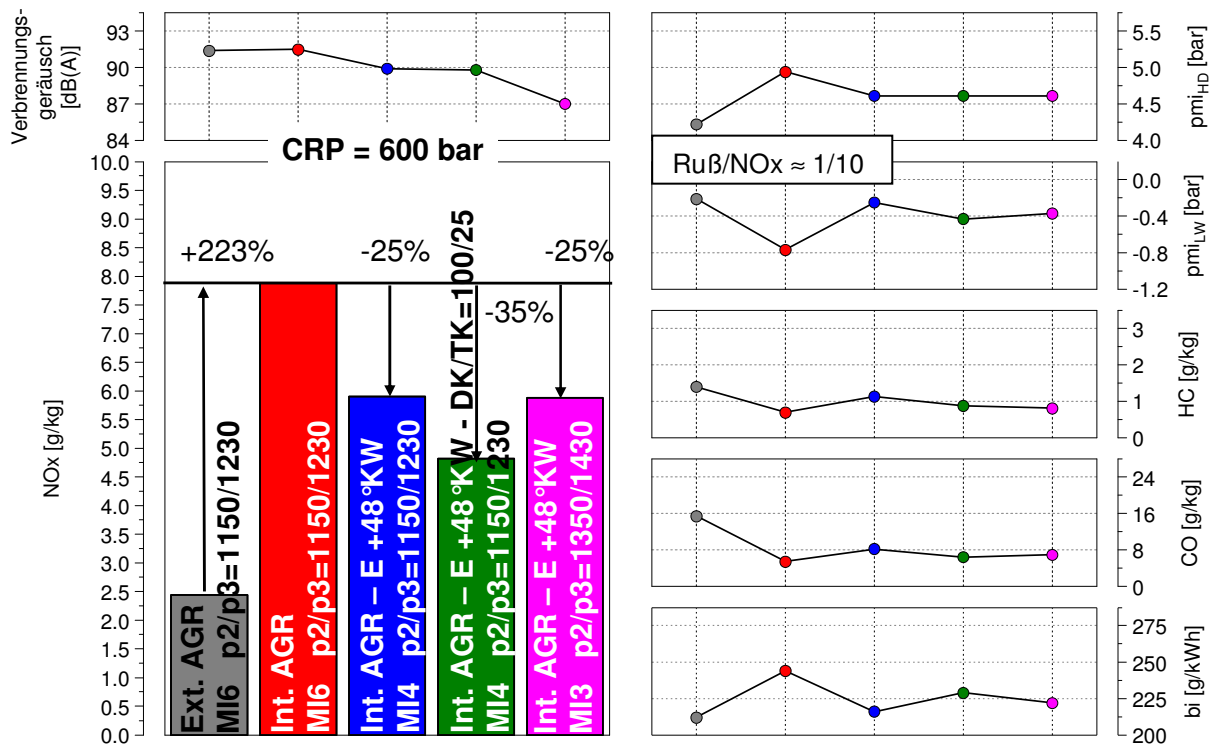 Verbrennungs-
geräusch
[dB(A)]
93
90
87
84
CRP = 600 bar
NOx [g/kg]
10.0
9.5
9.0
8.5
8.0
7.5
7.0
6.5
6.0
5.5
5.0
4.5
4.0
3.5
3.0
2.5
2.0
1.5
1.0
0.5
0.0
+223%
-25%
-35%
-25%
Ext. AGR
MI6 p2/p3=1150/1230
Int. AGR
MI6 p2/p3=1150/1230
Int. AGR – E +48°KW
MI4 p2/p3=1150/1230
Int. AGR – E +48°KW - DK/TK=100/25
MI4 p2/p3=1150/1230
Int. AGR – E +48°KW
MI3 p2/p3=1350/1430
5.5
5.0
4.5
4.0
pmiHD [bar]
Ruß/NOx ≈ 1/10
0.0
-0.4
-0.8
-1.2
pmiLW [bar]
3
2
1
0
HC [g/kg]
24
16
8
0
CO [g/kg]
275
250
225
200
bi [g/kWh]